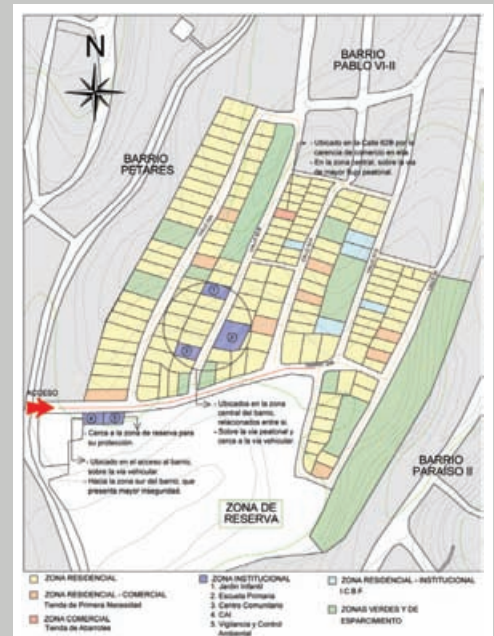 N
BARRIO
PABLO VI-II
BARRIO
PETARES
- Ubicado en la Calle 62B por la
carencia de comercio en ella.
- En la zona central, sobre la vía
de mayor flujo peatonal.
ACCESO
- Cerca a la zona de reserva para
su protección.
- Ubicado en el acceso al barrio,
sobre la vía vehicular.
- Hacia la zona sur del barrio, que
presenta mayor inseguridad.
- Ubicados en la zona
central del barrio,
relacionados entre si.
- Sobre la vía peatonal y
cerca a la vía vehicular.
BARRIO
PARAÍSO II
ZONA DE
RESERVA
ZONA RESIDENCIAL
ZONA RESIDENCIAL - COMERCIAL
Tienda de Primera Necesidad
ZONA COMERCIAL
Tienda de Abarrotes
ZONA INSTITUCIONAL
1. Jardín Infantil
2. Escuela Primaria
3. Centro Comunitario
4. CAI
5. Vigilancia y Control
Ambiental
ZONA RESIDENCIAL - INSTITUCIONAL
I.C.B.F
ZONAS VERDES Y DE
ESPARCIMIENTO